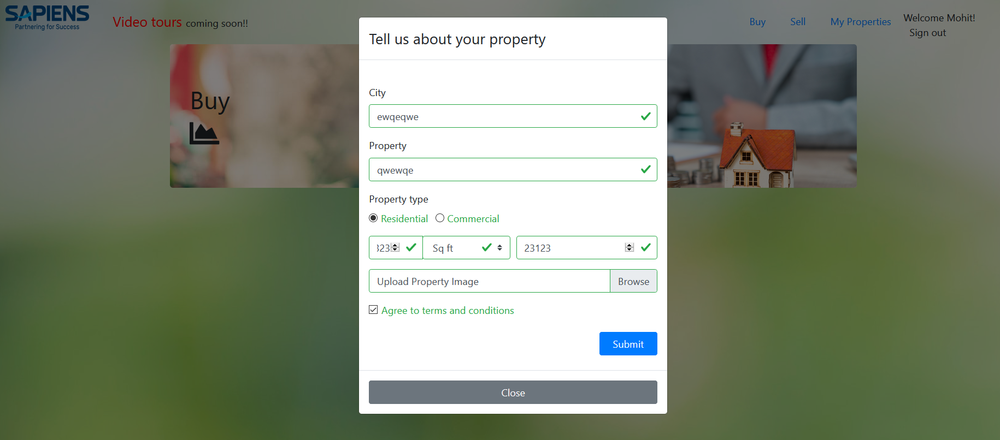 SAPIENS
Partnering for Success
Video tours coming soon!!
Buy
Sell
My Properties
Welcome Mohit!
Sign out
Buy
Tell us about your property
City
ewqeqwe
Property
qwewqe
Property type
Residential
Commercial
323
Sq ft
23123
Upload Property Image
Browse
Agree to terms and conditions
Submit
Close